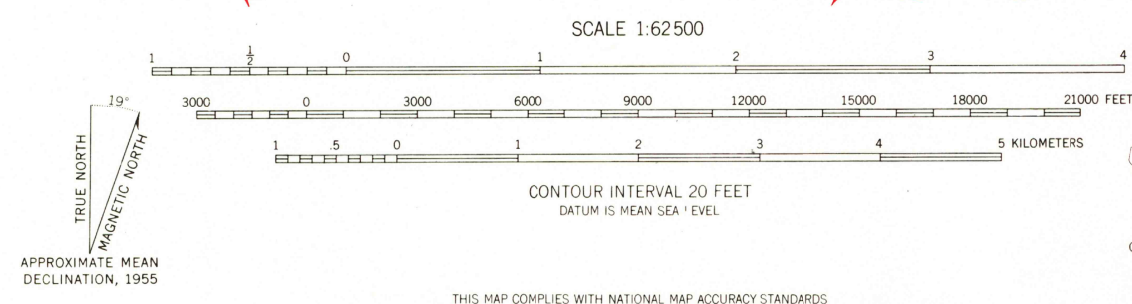 SCALE 1:62500
1 1/2 0 1 2 3 4
3000 0 3000 6000 9000 12000 15000 18000 21000 FEET
1 .5 0 1 2 3 4 5 KILOMETERS
19°
TRUE NORTH
MAGNETIC NORTH
APPROXIMATE MEAN
DECLINATION, 1955
CONTOUR INTERVAL 20 FEET
DATUM IS MEAN SEA EVEL
THIS MAP COMPLIES WITH NATIONAL MAP ACCURACY STANDARDS